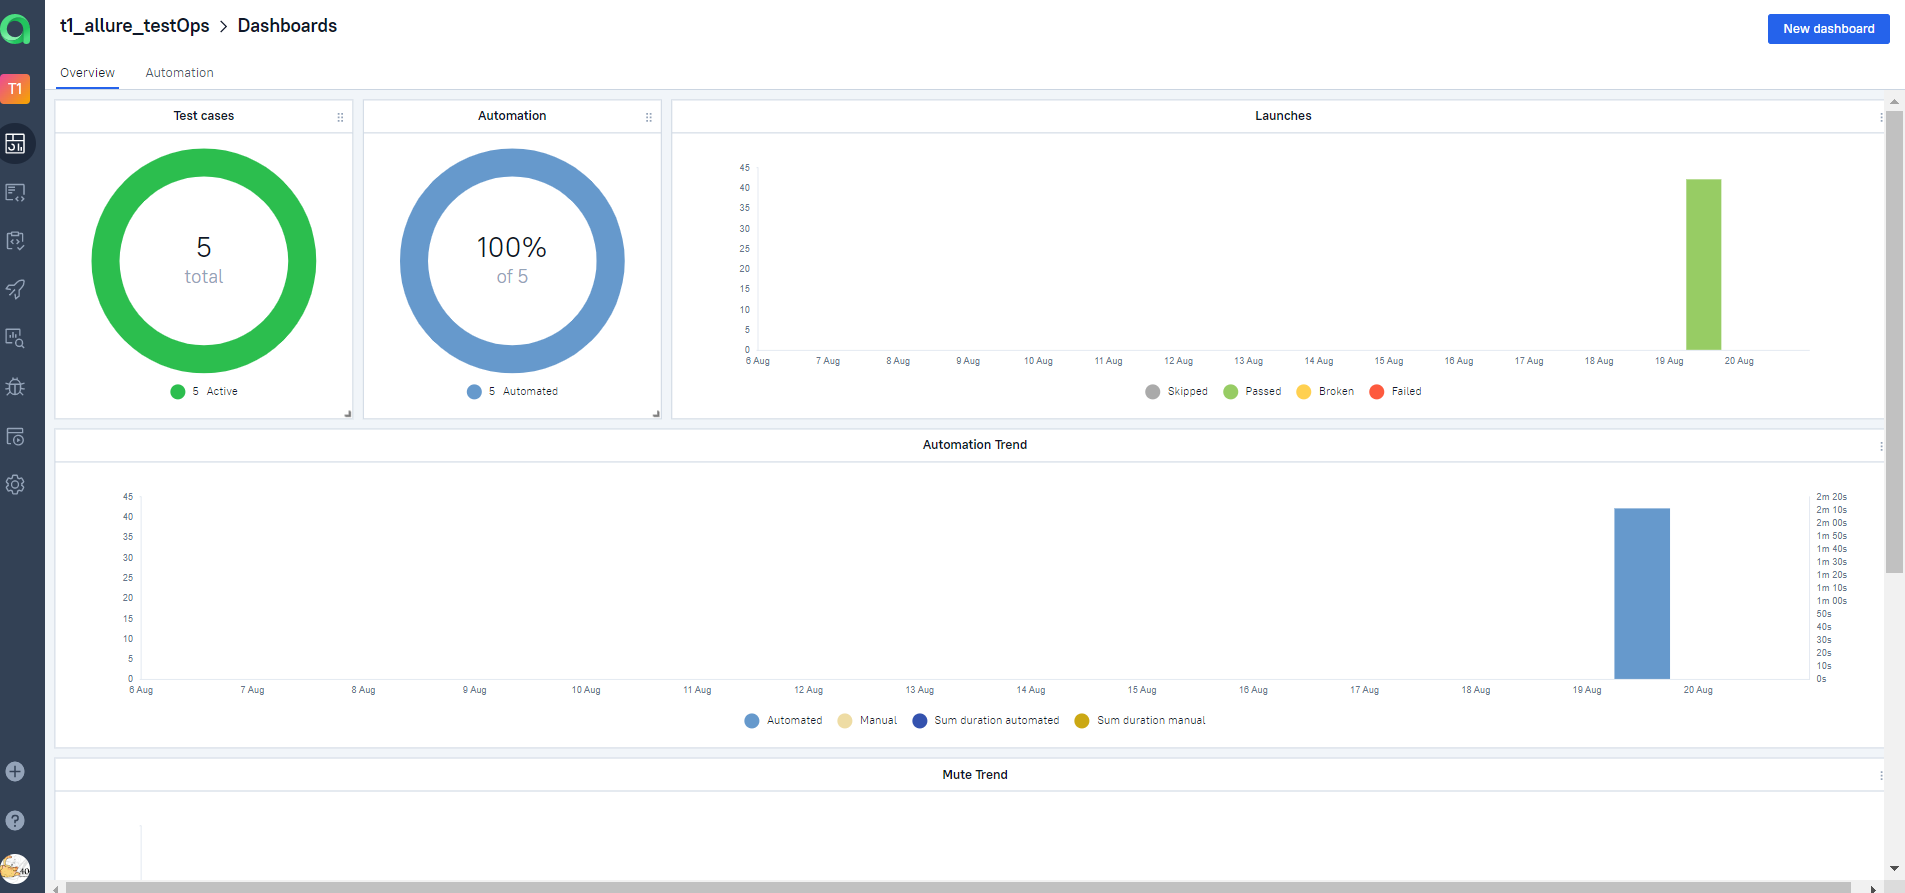 t1_allure_testOps > Dashboards
New dashboard
T1
Overview Automation
Test cases
5
total
5 Active
Automation
100%
of 5
5 Automated
Launches
45
40
35
30
25
20
15
10
5
0
6 Aug 7 Aug 8 Aug 9 Aug 10 Aug 11 Aug 12 Aug 13 Aug 14 Aug 15 Aug 16 Aug 17 Aug 18 Aug 19 Aug 20 Aug
Skipped Passed Broken Failed
Automation Trend
45
40
35
30
25
20
15
10
5
0
2m 20s
2m 10s
2m 00s
1m 50s
1m 40s
1m 30s
1m 20s
1m 10s
1m 00s
50s
40s
30s
20s
10s
0s
6 Aug 7 Aug 8 Aug 9 Aug 10 Aug 11 Aug 12 Aug 13 Aug 14 Aug 15 Aug 16 Aug 17 Aug 18 Aug 19 Aug 20 Aug
Automated Manual Sum duration automated Sum duration manual
Mute Trend